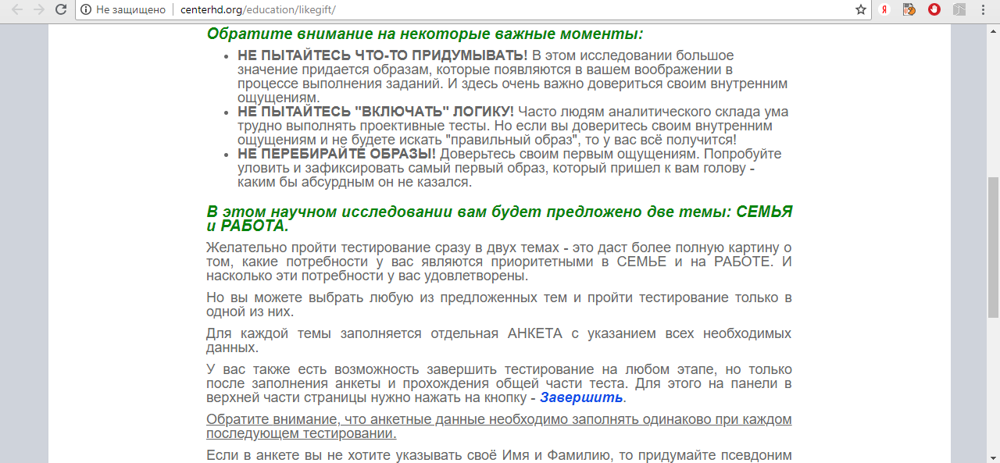 Не защищено
centerhd.org/education/likegift/
Обратите внимание на некоторые важные моменты:
• НЕ ПЫТАЙТЕСЬ ЧТО-ТО ПРИДУМЫВАТЬ! В этом исследовании большое
значение придается образам, которые появляются в вашем воображении в
процессе выполнения заданий. И здесь очень важно довериться своим внутренним
ощущениям.
• НЕ ПЫТАЙТЕСЬ "ВКЛЮЧАТЬ" ЛОГИКУ! Часто людям аналитического склада ума
трудно выполнять проективные тесты. Но если вы доверитесь своим внутренним
ощущениям и не будете искать "правильный образ", то у вас всё получится!
• НЕ ПЕРЕБИРАЙТЕ ОБРАЗЫ! Доверьтесь своим первым ощущениям. Попробуйте
уловить и зафиксировать самый первый образ, который пришел к вам голову -
каким бы абсурдным он не казался.
В этом научном исследовании вам будет предложено две темы: СЕМЬЯ
и РАБОТА.
Желательно пройти тестирование сразу в двух темах - это даст более полную картину о
том, какие потребности у вас являются приоритетными в СЕМЬЕ и на РАБОТЕ. И
насколько эти потребности у вас удовлетворены.
Но вы можете выбрать любую из предложенных тем и пройти тестирование только в
одной из них.
Для каждой темы заполняется отдельная АНКЕТА с указанием всех необходимых
данных.
У вас также есть возможность завершить тестирование на любом этапе, но только
после заполнения анкеты и прохождения общей части теста. Для этого на панели в
верхней части страницы нужно нажать на кнопку - Завершить.
Обратите внимание, что анкетные данные необходимо заполнять одинаково при каждом
последующем тестировании.
Если в анкете вы не хотите указывать своё Имя и Фамилию, то придумайте псевдоним